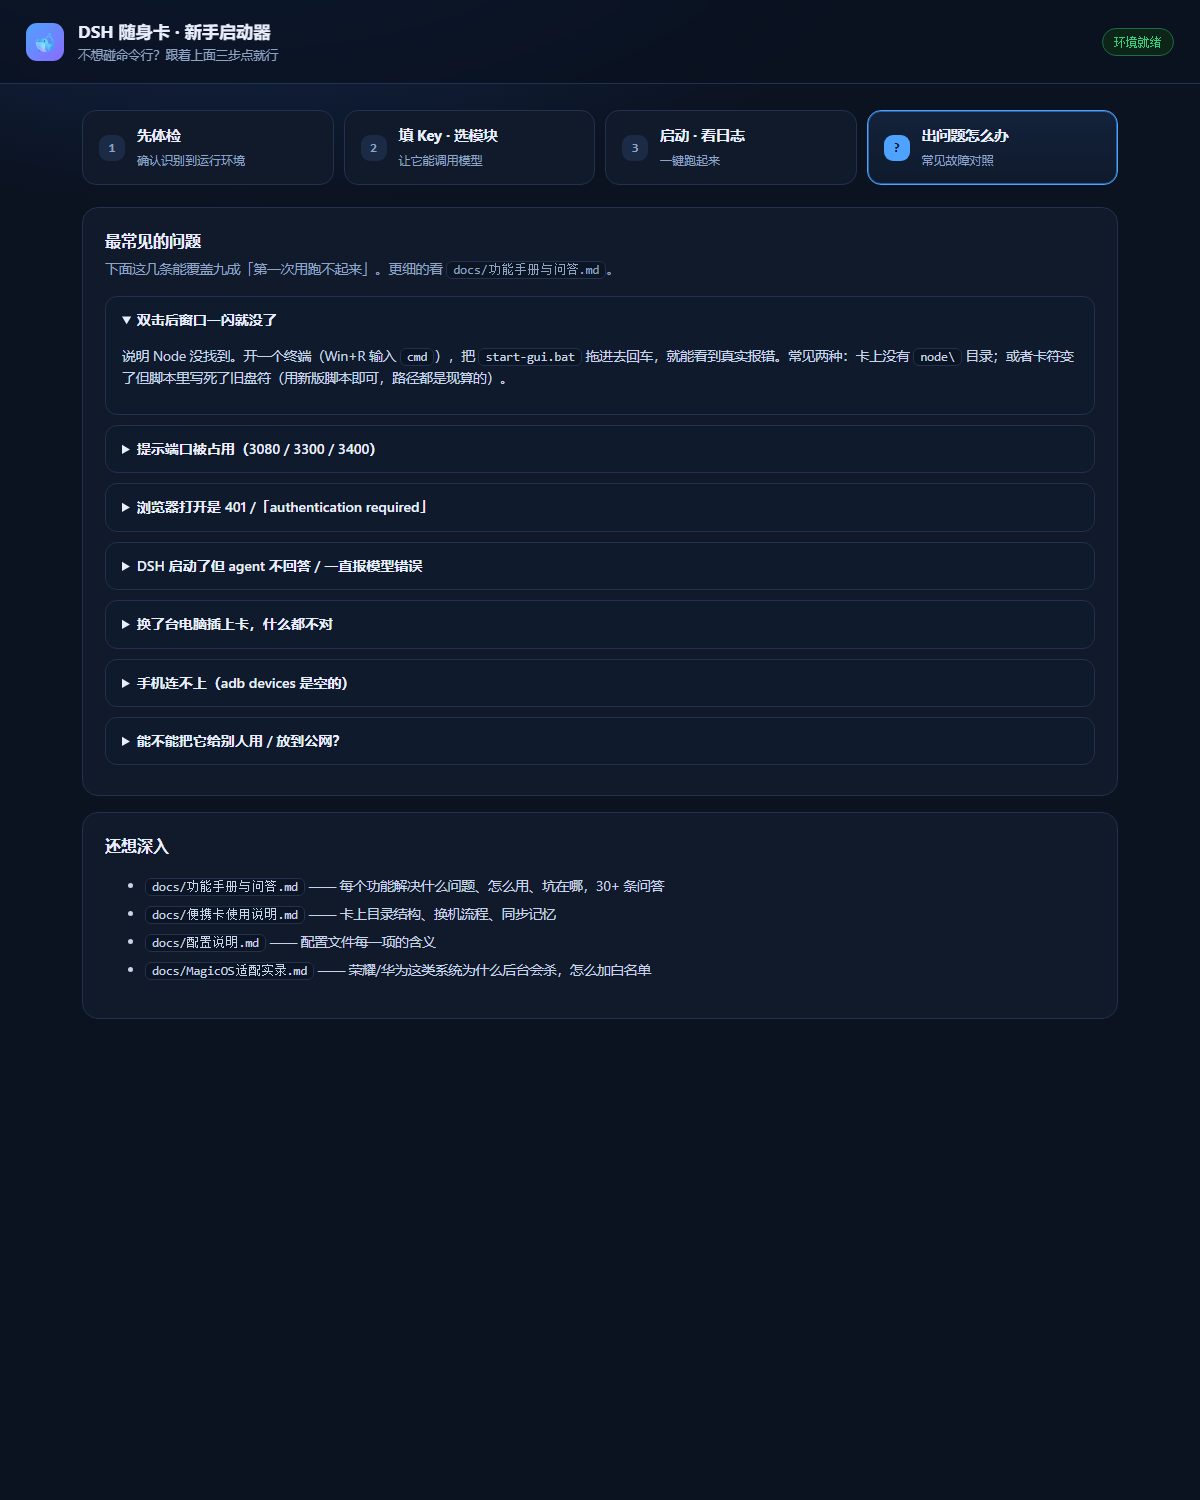 DSH 随身卡 · 新手启动器
不想碰命令行？跟着上面三步点就行
环境就绪
1
先体检
确认识别到运行环境
2
填 Key · 选模块
让它能调用模型
3
启动 · 看日志
一键跑起来
?
出问题怎么办
常见故障对照
最常见的问题
下面这几条能覆盖九成「第一次用跑不起来」。更细的看 docs/功能手册与问答.md 。
▼ 双击后窗口一闪就没了
说明 Node 没找到。开一个终端（Win+R 输入 cmd ），把 start-gui.bat 拖进去回车，就能看到真实报错。常见两种：卡上没有 node\ 目录；或者卡符变
了但脚本里写死了旧盘符（用新版脚本即可，路径都是现算的）。
▶ 提示端口被占用（3080 / 3300 / 3400）
▶ 浏览器打开是 401 /「authentication required」
▶ DSH 启动了但 agent 不回答 / 一直报模型错误
▶ 换了台电脑插上卡，什么都不对
▶ 手机连不上（adb devices 是空的）
▶ 能不能把它给别人用 / 放到公网？
还想深入
• docs/功能手册与问答.md —— 每个功能解决什么问题、怎么用、坑在哪，30+ 条问答
• docs/便携卡使用说明.md —— 卡上目录结构、换机流程、同步记忆
• docs/配置说明.md —— 配置文件每一项的含义
• docs/MagicOS适配实录.md —— 荣耀/华为这类系统为什么后台会杀，怎么加白名单